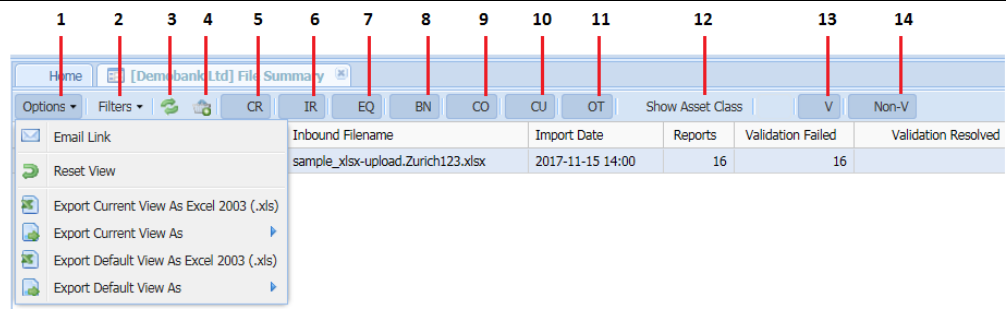 1 2 3 4 5 6 7 8 9 10 11 12 13 14
Home [Demobank Ltd] File Summary
Options Filters CR IR EQ BN CO CU OT Show Asset Class V Non-V
Email Link
Reset View
Export Current View As Excel 2003 (.xls)
Export Current View As
Export Default View As Excel 2003 (.xls)
Export Default View As
Inbound Filename Import Date Reports Validation Failed Validation Resolved
sample_xlsx-upload.Zurich123.xlsx 2017-11-15 14:00 16 16